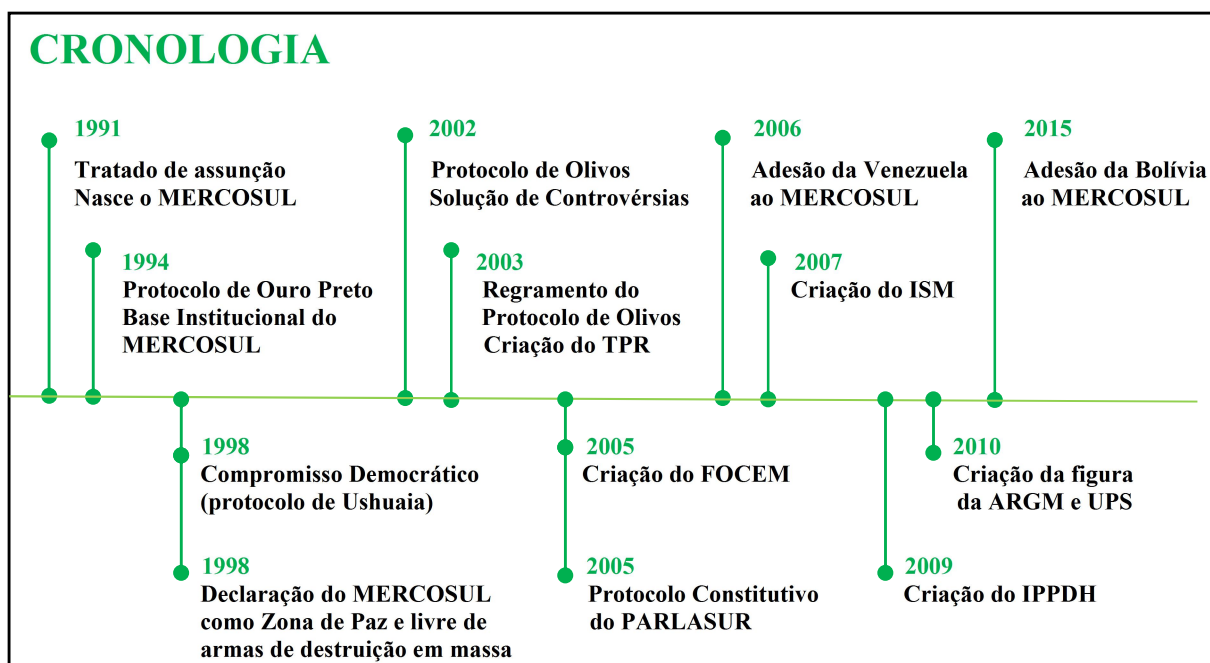 CRONOLOGIA
1991
Tratado de assunção
Nasce o MERCOSUL
1994
Protocolo de Ouro Preto
Base Institucional do
MERCOSUL
1998
Compromisso Democrático
(protocolo de Ushuaia)
1998
Declaração do MERCOSUL
como Zona de Paz e livre de
armas de destruição em massa
2002
Protocolo de Olivos
Solução de Controvérsias
2003
Regramento do
Protocolo de Olivos
Criação do TPR
2005
Criação do FOCEM
2005
Protocolo Constitutivo
do PARLASUR
2006
Adesão da Venezuela
ao MERCOSUL
2007
Criação do ISM
2009
Criação do IPPDH
2010
Criação da figura
da ARGM e UPS
2015
Adesão da Bolívia
ao MERCOSUL